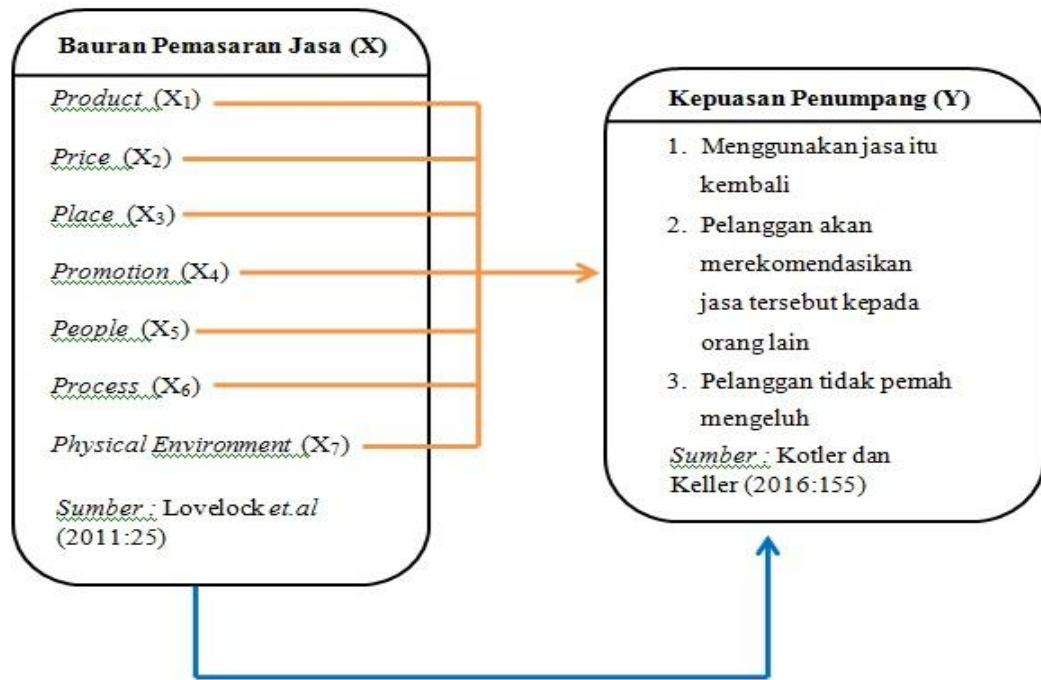 Bauran Pemasaran Jasa (X)
Product (X₁)
Price (X₂)
Place (X₃)
Promotion (X₄)
People (X₅)
Process (X₆)
Physical Environment (X₇)
Sumber : Lovelock et.al
(2011:25)
Kepuasan Penumpang (Y)
1. Menggunakan jasa itu
kembali
2. Pelanggan akan
merekomendasikan
jasa tersebut kepada
orang lain
3. Pelanggan tidak pemah
mengeluh
Sumber : Kotler dan
Keller (2016:155)